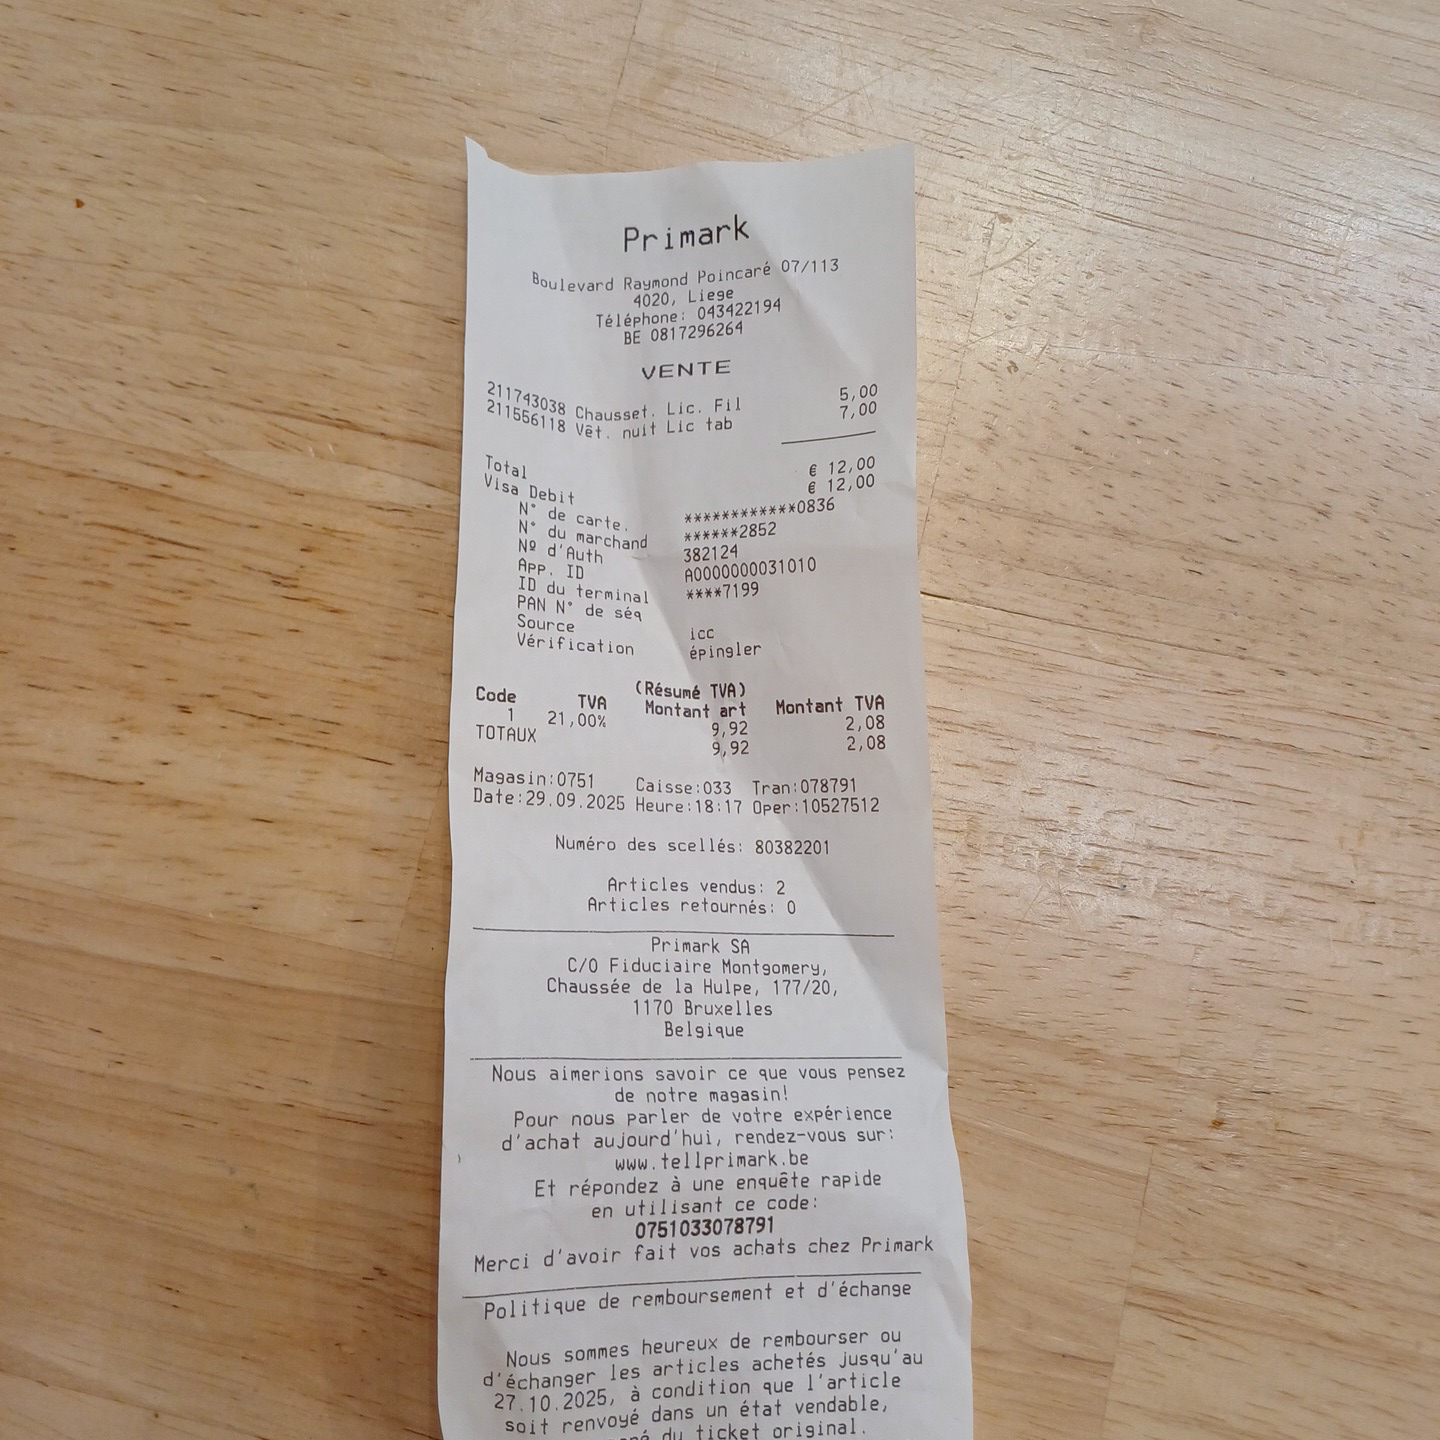 Primark
Boulevard Raymond Poincaré 07/113
4020, Liege
Téléphone: 043422194
BE 0817296264
VENTE
211743038 Chausset. Lic. Fil 5,00
211556118 Vêt. nuit Lic tab 7,00
Total € 12,00
Visa Debit € 12,00
N° de carte. ************0836
N° du marchand ******2852
Nº d'Auth 382124
App. ID A0000000031010
ID du terminal ****7199
PAN N° de séq
Source icc
Vérification épingler
(Résumé TVA)
Code TVA Montant art Montant TVA
1 21,00% 9,92 2,08
TOTAUX 9,92 2,08
Magasin:0751 Caisse:033 Tran:078791
Date:29.09.2025 Heure:18:17 Oper:10527512
Numéro des scellés: 80382201
Articles vendus: 2
Articles retournés: 0
Primark SA
C/O Fiduciaire Montgomery,
Chaussée de la Hulpe, 177/20,
1170 Bruxelles
Belgique
Nous aimerions savoir ce que vous pensez
de notre magasin!
Pour nous parler de votre expérience
d'achat aujourd'hui, rendez-vous sur:
www.tellprimark.be
Et répondez à une enquête rapide
en utilisant ce code:
0751033078791
Merci d'avoir fait vos achats chez Primark
Politique de remboursement et d'échange
Nous sommes heureux de rembourser ou
d'échanger les articles achetés jusqu'au
27.10.2025, à condition que l'article
soit renvoyé dans un état vendable,
du ticket original.